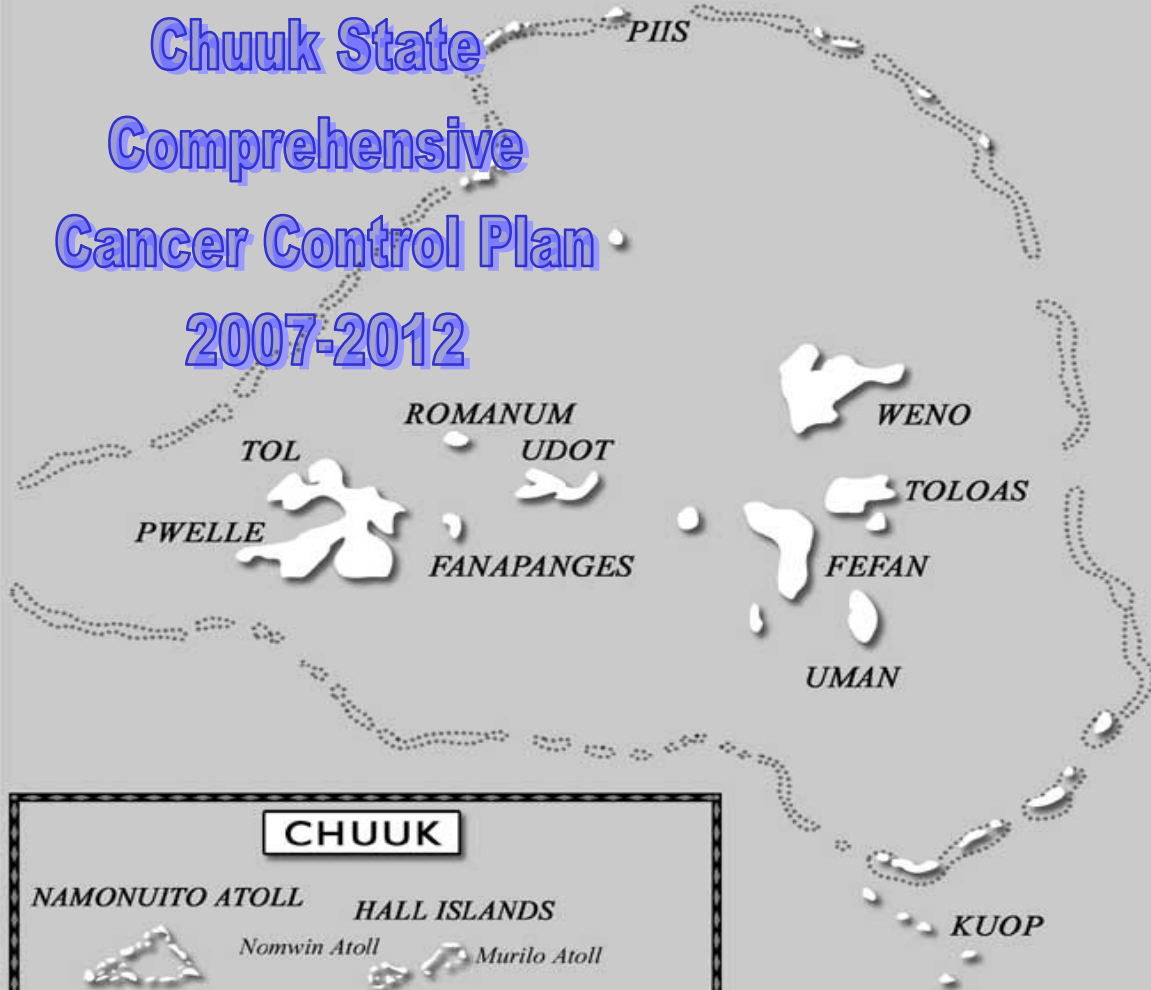 Chuuk State
Comprehensive
Cancer Control Plan
2007-2012
PIIS
ROMANUM
WENO
TOL
UDOT
TOLOAS
PWELLE
FANAPANGES
FEFAN
UMAN
CHUUK
NAMONUITO ATOLL
HALL ISLANDS
KUOP
Nomwin Atoll
Murilo Atoll